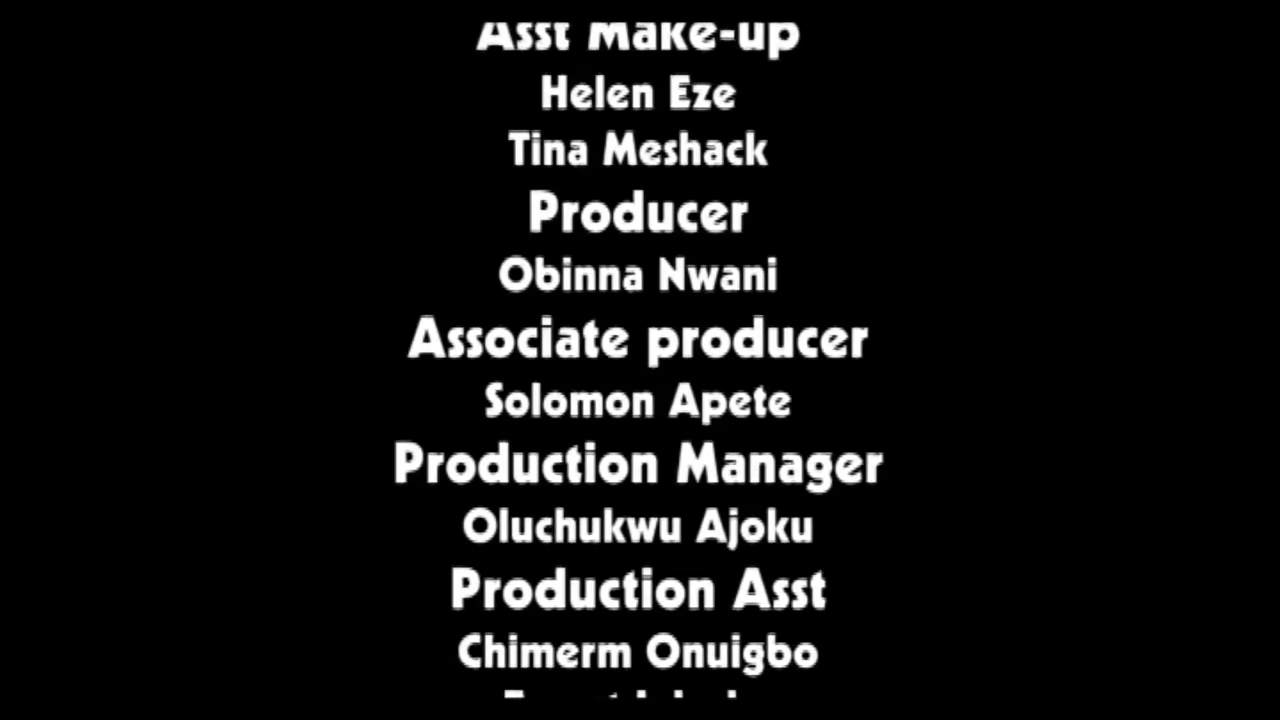 Asst Make-up
Helen Eze
Tina Meshack
Producer
Obinna Nwani
Associate producer
Solomon Apete
Production Manager
Oluchukwu Ajoku
Production Asst
Chimerm Onuigbo